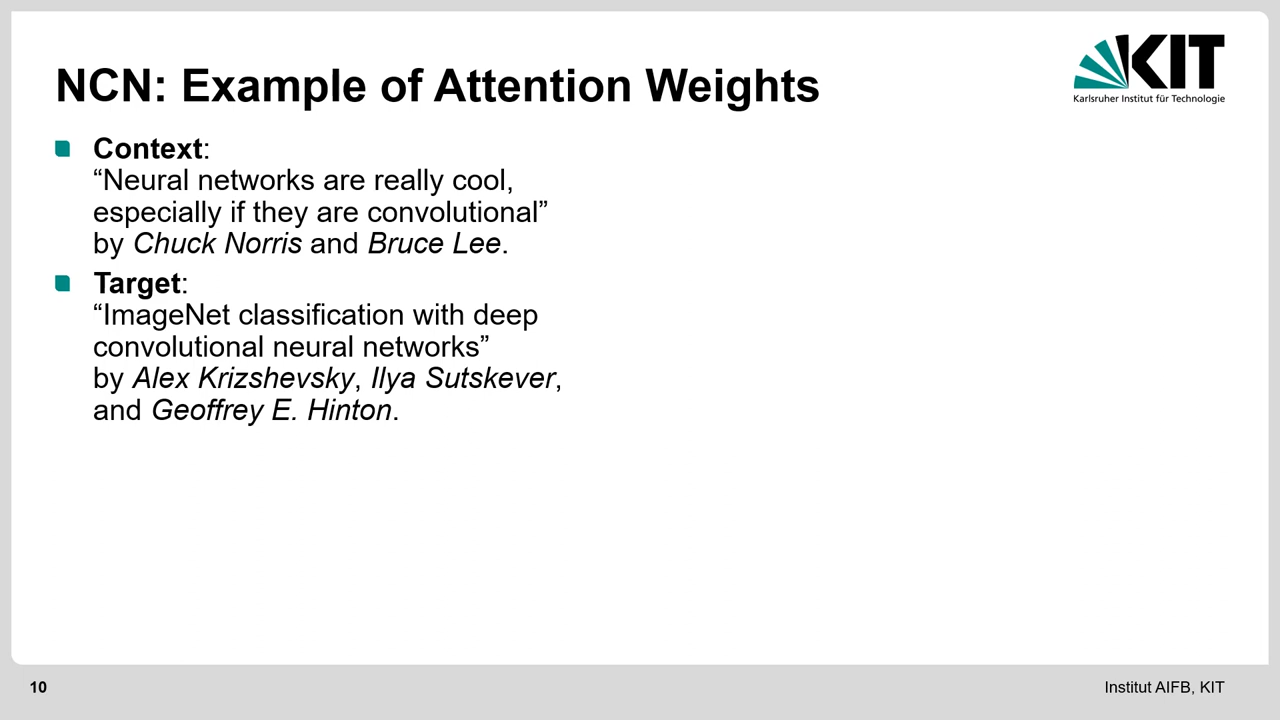 NCN: Example of Attention Weights
KIT
Karlsruher Institut für Technologie
Context:
“Neural networks are really cool,
especially if they are convolutional”
by Chuck Norris and Bruce Lee.
Target:
“ImageNet classification with deep
convolutional neural networks”
by Alex Krizshevsky, Ilya Sutskever,
and Geoffrey E. Hinton.
10
Institut AIFB, KIT